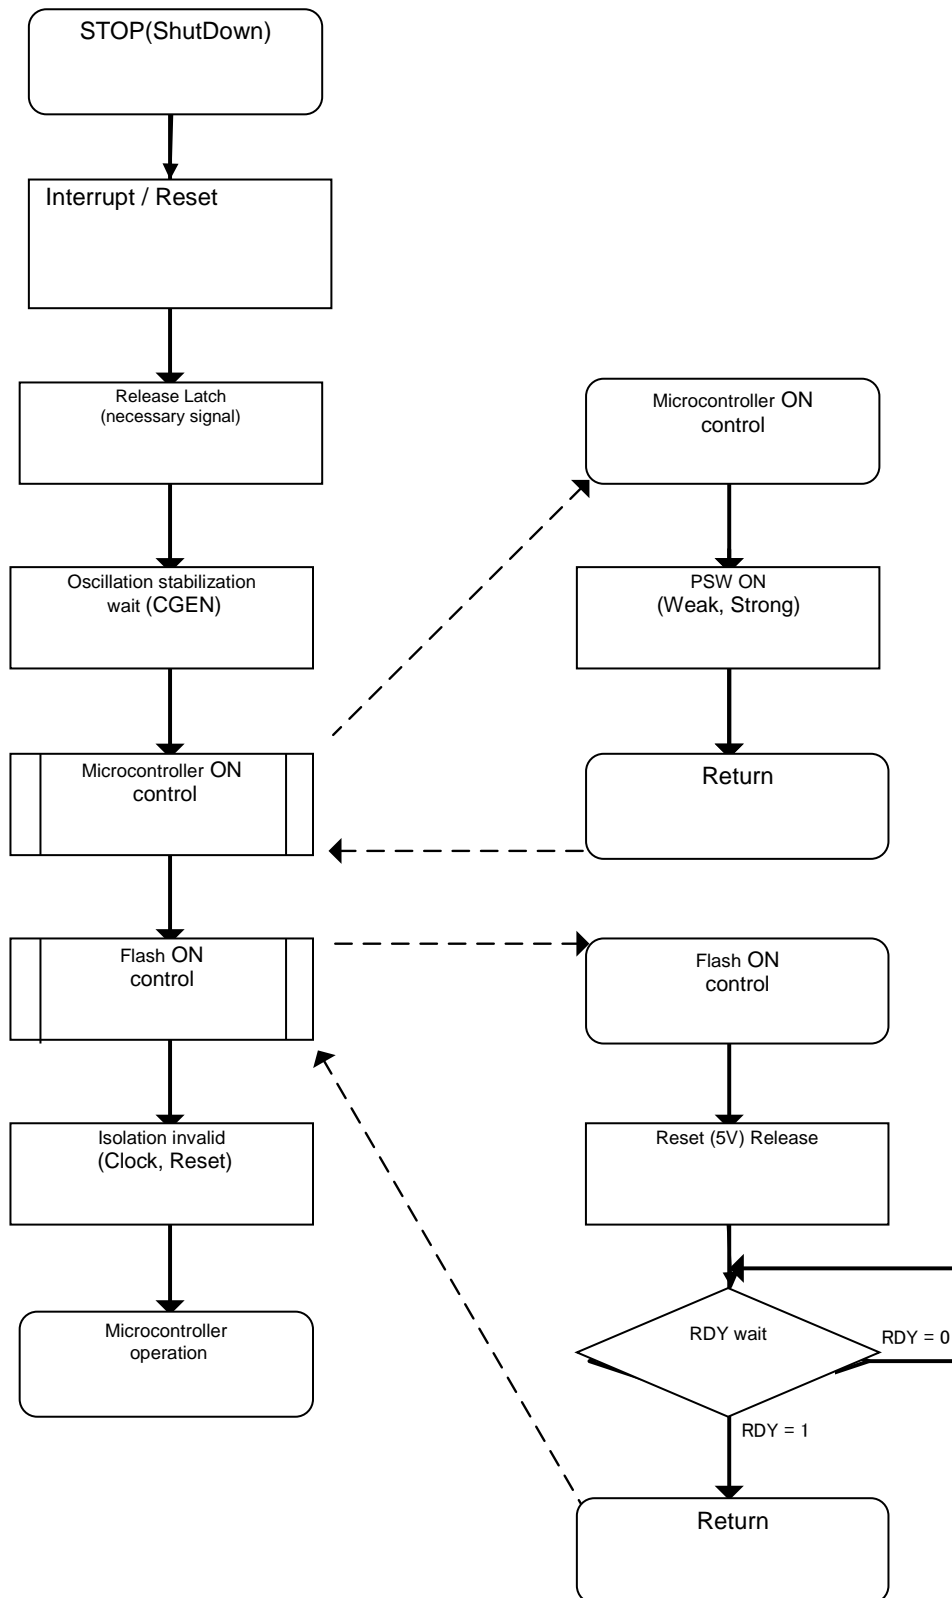 STOP(ShutDown)
Interrupt / Reset
Release Latch
(necessary signal)
Oscillation stabilization
wait (CGEN)
Microcontroller ON
control
Flash ON
control
Isolation invalid
(Clock, Reset)
Microcontroller
operation
Microcontroller ON
control
PSW ON
(Weak, Strong)
Return
Flash ON
control
Reset (5V) Release
RDY wait
RDY = 0
RDY = 1
Return